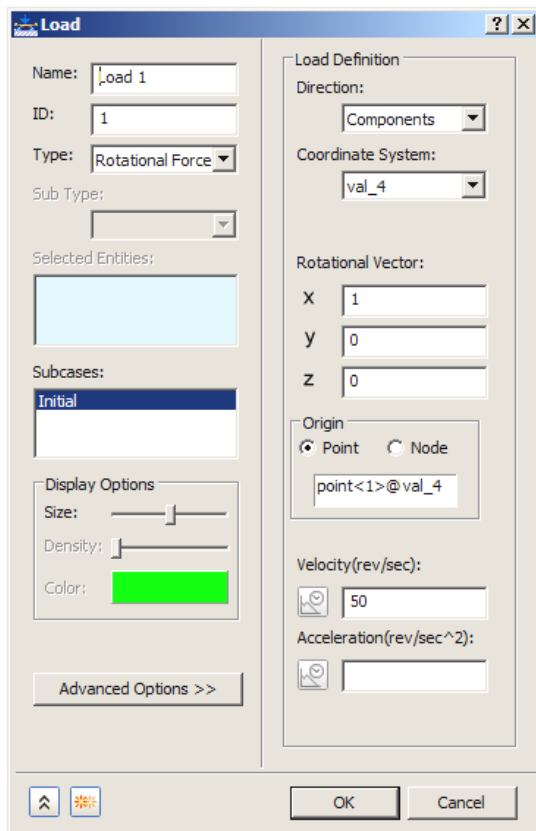 Load
Name: Load 1
ID: 1
Type: Rotational Force
Sub Type:
Selected Entities:
Subcases:
Initial
Display Options
Size:
Density:
Color:
Advanced Options >>
Load Definition
Direction:
Components
Coordinate System:
val_4
Rotational Vector:
X 1
y 0
z 0
Origin
Point Node
point<1>@val_4
Velocity(rev/sec):
50
Acceleration(rev/sec^2):
OK Cancel